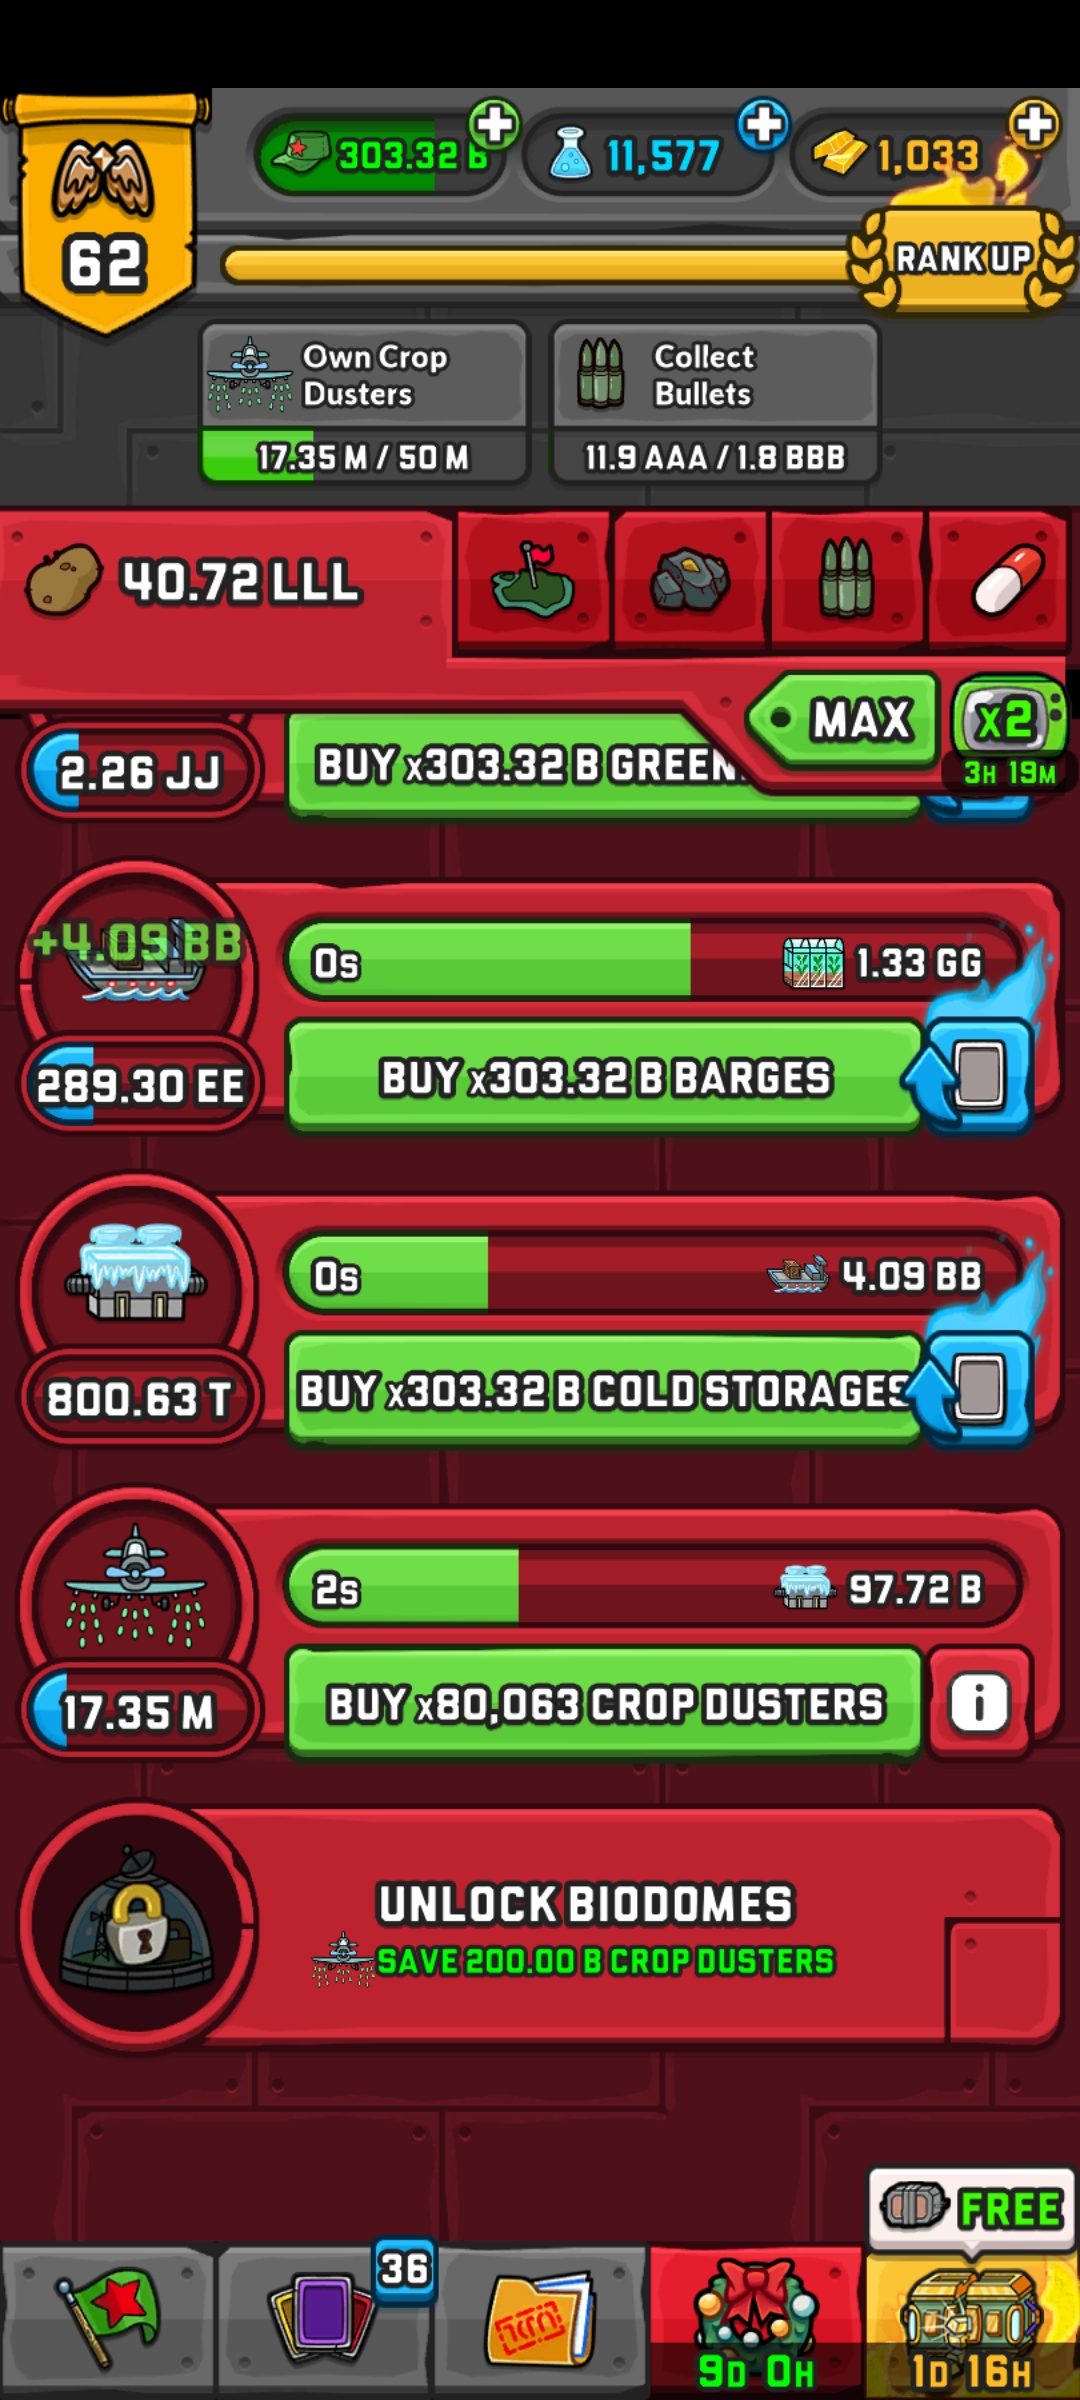 303.32 B
11,577
1,033
62
RANK UP
Own Crop
Dusters
17.35 M / 50 M
Collect
Bullets
11.9 AAA / 1.8 BBB
40.72 LLL
MAX
x2
3H 19M
2.26 JJ
BUY x303.32 B GREEN
+4.09 BB
0s
1.33 GG
289.30 EE
BUY x303.32 B BARGES
0s
4.09 BB
800.63 T
BUY x303.32 B COLD STORAGES
2s
97.72 B
17.35 M
BUY x80,063 CROP DUSTERS
i
UNLOCK BIODOMES
SAVE 200.00 B CROP DUSTERS
FREE
36
9D 0H
1D 16H